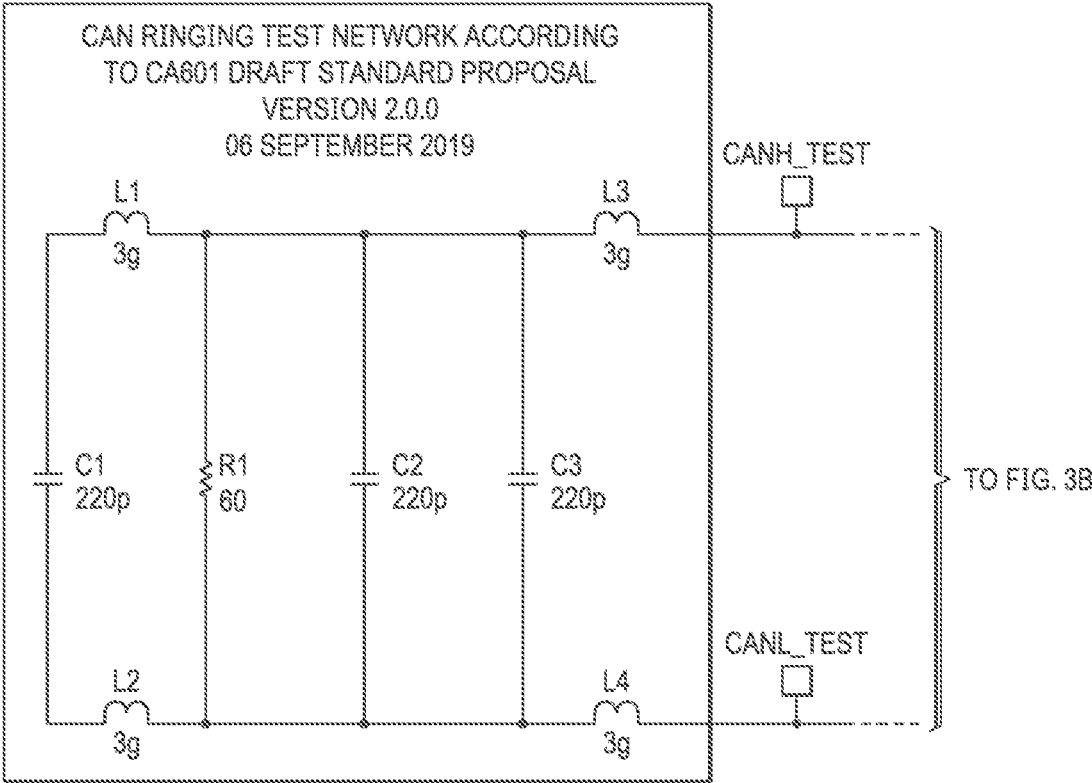 CAN RINGING TEST NETWORK ACCORDING
TO CA601 DRAFT STANDARD PROPOSAL
VERSION 2.0.0
06 SEPTEMBER 2019
CANH_TEST
L1
3g
L3
3g
C1
220p
R1
60
C2
220p
C3
220p
TO FIG. 3B
CANL_TEST
L2
3g
L4
3g